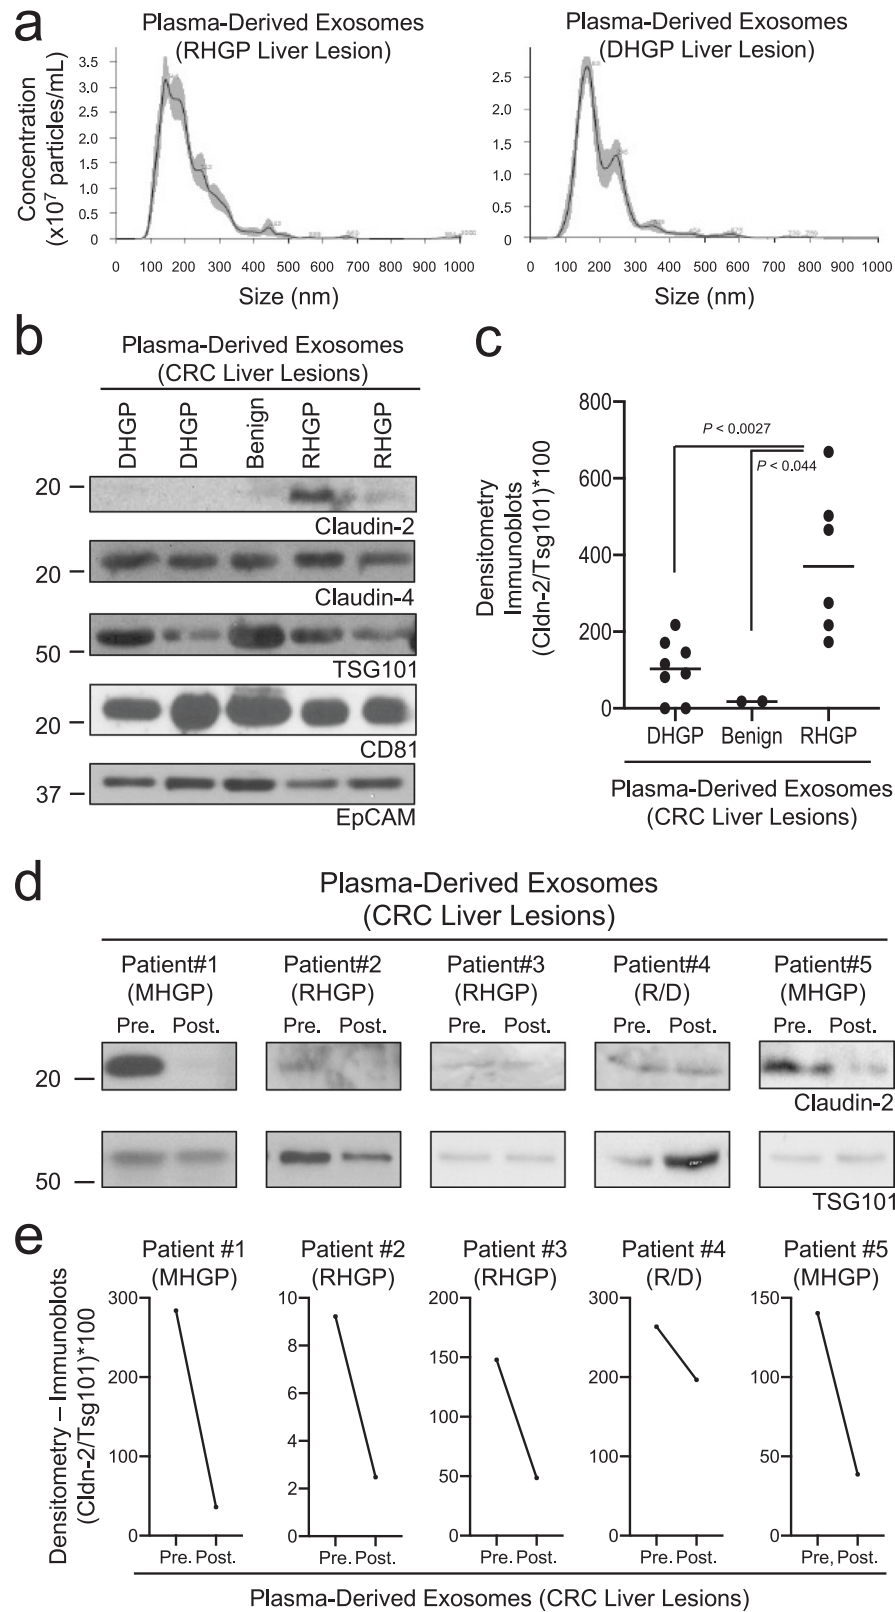 a
Plasma-Derived Exosomes
(RHGP Liver Lesion)
Plasma-Derived Exosomes
(DHGP Liver Lesion)
Concentration
(x10⁷ particles/mL)
3.5
3.0
2.5
2.0
1.5
1.0
0.5
0
0 100 200 300 400 500 600 700 800 900 1000
Size (nm)
2.5
2.0
1.5
1.0
0.5
0
0 100 200 300 400 500 600 700 800 900 1000
Size (nm)
b
Plasma-Derived Exosomes
(CRC Liver Lesions)
DHGP DHGP Benign RHGP RHGP
20
Claudin-2
20
Claudin-4
50
TSG101
20
CD81
37
EpCAM
c
Densitometry
Immunoblots
(Cldn-2/Tsg101)*100
800
600
400
200
0
P < 0.0027
P < 0.044
DHGP Benign RHGP
Plasma-Derived Exosomes
(CRC Liver Lesions)
d
Plasma-Derived Exosomes
(CRC Liver Lesions)
Patient#1 Patient#2 Patient#3 Patient#4 Patient#5
(MHGP) (RHGP) (RHGP) (R/D) (MHGP)
Pre. Post. Pre. Post. Pre. Post. Pre. Post. Pre. Post.
20
Claudin-2
50
TSG101
e
Densitometry – Immunoblots
(Cldn-2/Tsg101)*100
Patient #1
(MHGP)
300
200
100
0
Pre. Post.
Patient #2
(RHGP)
10
8
6
4
2
0
Pre. Post.
Patient #3
(RHGP)
200
150
100
50
0
Pre. Post.
Patient #4
(R/D)
300
200
100
0
Pre. Post.
Patient #5
(MHGP)
150
100
50
0
Pre, Post.
Plasma-Derived Exosomes (CRC Liver Lesions)